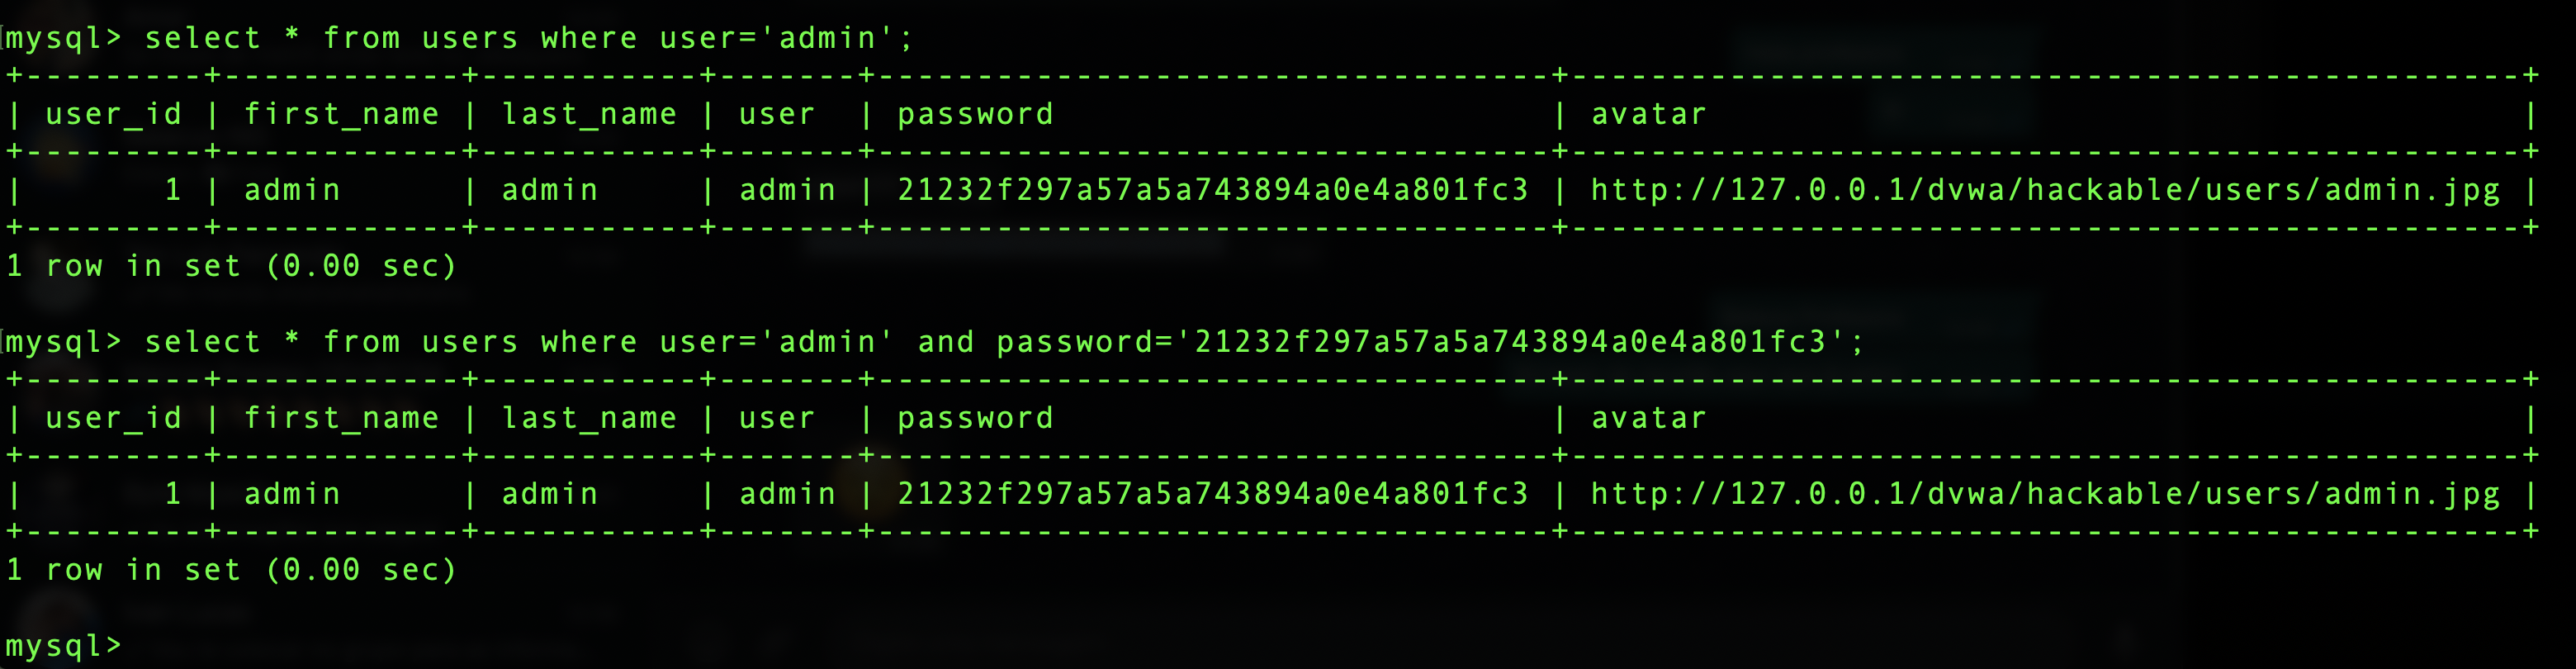 mysql> select * from users where user='admin';
+---------+------------+-----------+-------+----------------------------------+------------------------------------------------+
| user_id | first_name | last_name | user  | password                         | avatar                                         |
+---------+------------+-----------+-------+----------------------------------+------------------------------------------------+
|       1 | admin      | admin     | admin | 21232f297a57a5a743894a0e4a801fc3 | http://127.0.0.1/dvwa/hackable/users/admin.jpg |
+---------+------------+-----------+-------+----------------------------------+------------------------------------------------+
1 row in set (0.00 sec)
mysql> select * from users where user='admin' and password='21232f297a57a5a743894a0e4a801fc3';
+---------+------------+-----------+-------+----------------------------------+------------------------------------------------+
| user_id | first_name | last_name | user  | password                         | avatar                                         |
+---------+------------+-----------+-------+----------------------------------+------------------------------------------------+
|       1 | admin      | admin     | admin | 21232f297a57a5a743894a0e4a801fc3 | http://127.0.0.1/dvwa/hackable/users/admin.jpg |
+---------+------------+-----------+-------+----------------------------------+------------------------------------------------+
1 row in set (0.00 sec)
mysql>